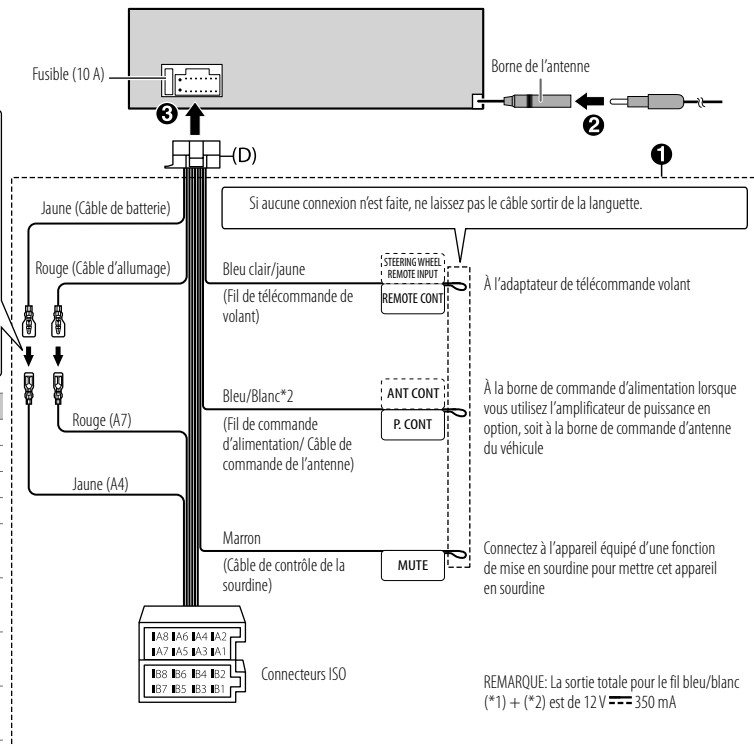 Fusible (10 A)
Borne de l'antenne
❸
❷
(D)
❶
Si aucune connexion n'est faite, ne laissez pas le câble sortir de la languette.
Jaune (Câble de batterie)
Rouge (Câble d'allumage)
Bleu clair/jaune
(Fil de télécommande de
volant)
STEERING WHEEL
REMOTE INPUT
REMOTE CONT
À l'adaptateur de télécommande volant
Bleu/Blanc*2
(Fil de commande
d'alimentation/ Câble de
commande de l'antenne)
ANT CONT
P. CONT
À la borne de commande d'alimentation lorsque
vous utilisez l'amplificateur de puissance en
option, soit à la borne de commande d'antenne
du véhicule
Rouge (A7)
Jaune (A4)
Marron
(Câble de contrôle de la
sourdine)
MUTE
Connectez à l'appareil équipé d'une fonction
de mise en sourdine pour mettre cet appareil
en sourdine
A8 A6 A4 A2
A7 A5 A3 A1
B8 B6 B4 B2
B7 B5 B3 B1
Connecteurs ISO
REMARQUE: La sortie totale pour le fil bleu/blanc
(*1) + (*2) est de 12 V ⎓ 350 mA